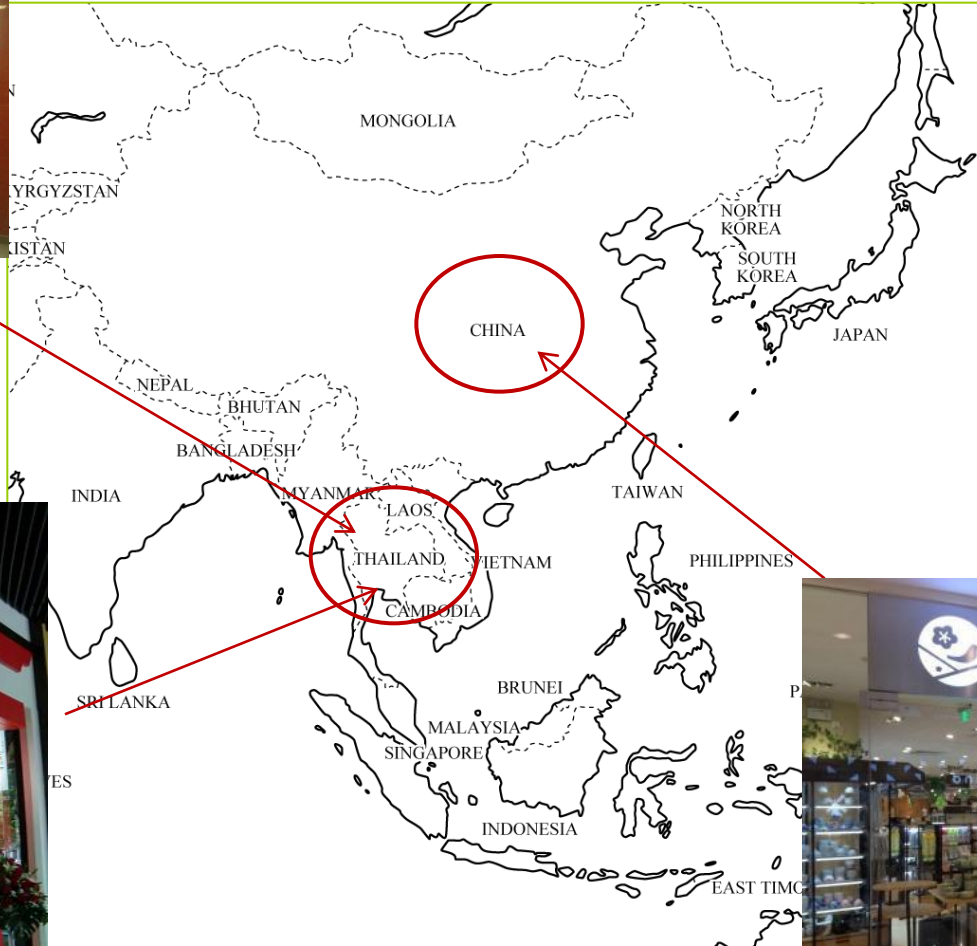 MONGOLIA
YRGYZSTAN
NORTH
KOREA
KISTAN
SOUTH
KOREA
CHINA
JAPAN
NEPAL
BHUTAN
BANGLADESH
INDIA
MYANMAR
TAIWAN
LAOS
THAILAND
VIETNAM
PHILIPPINES
CAMBODIA
BRUNEI
SRI LANKA
MALAYSIA
SINGAPORE
VES
INDONESIA
EAST TIMO